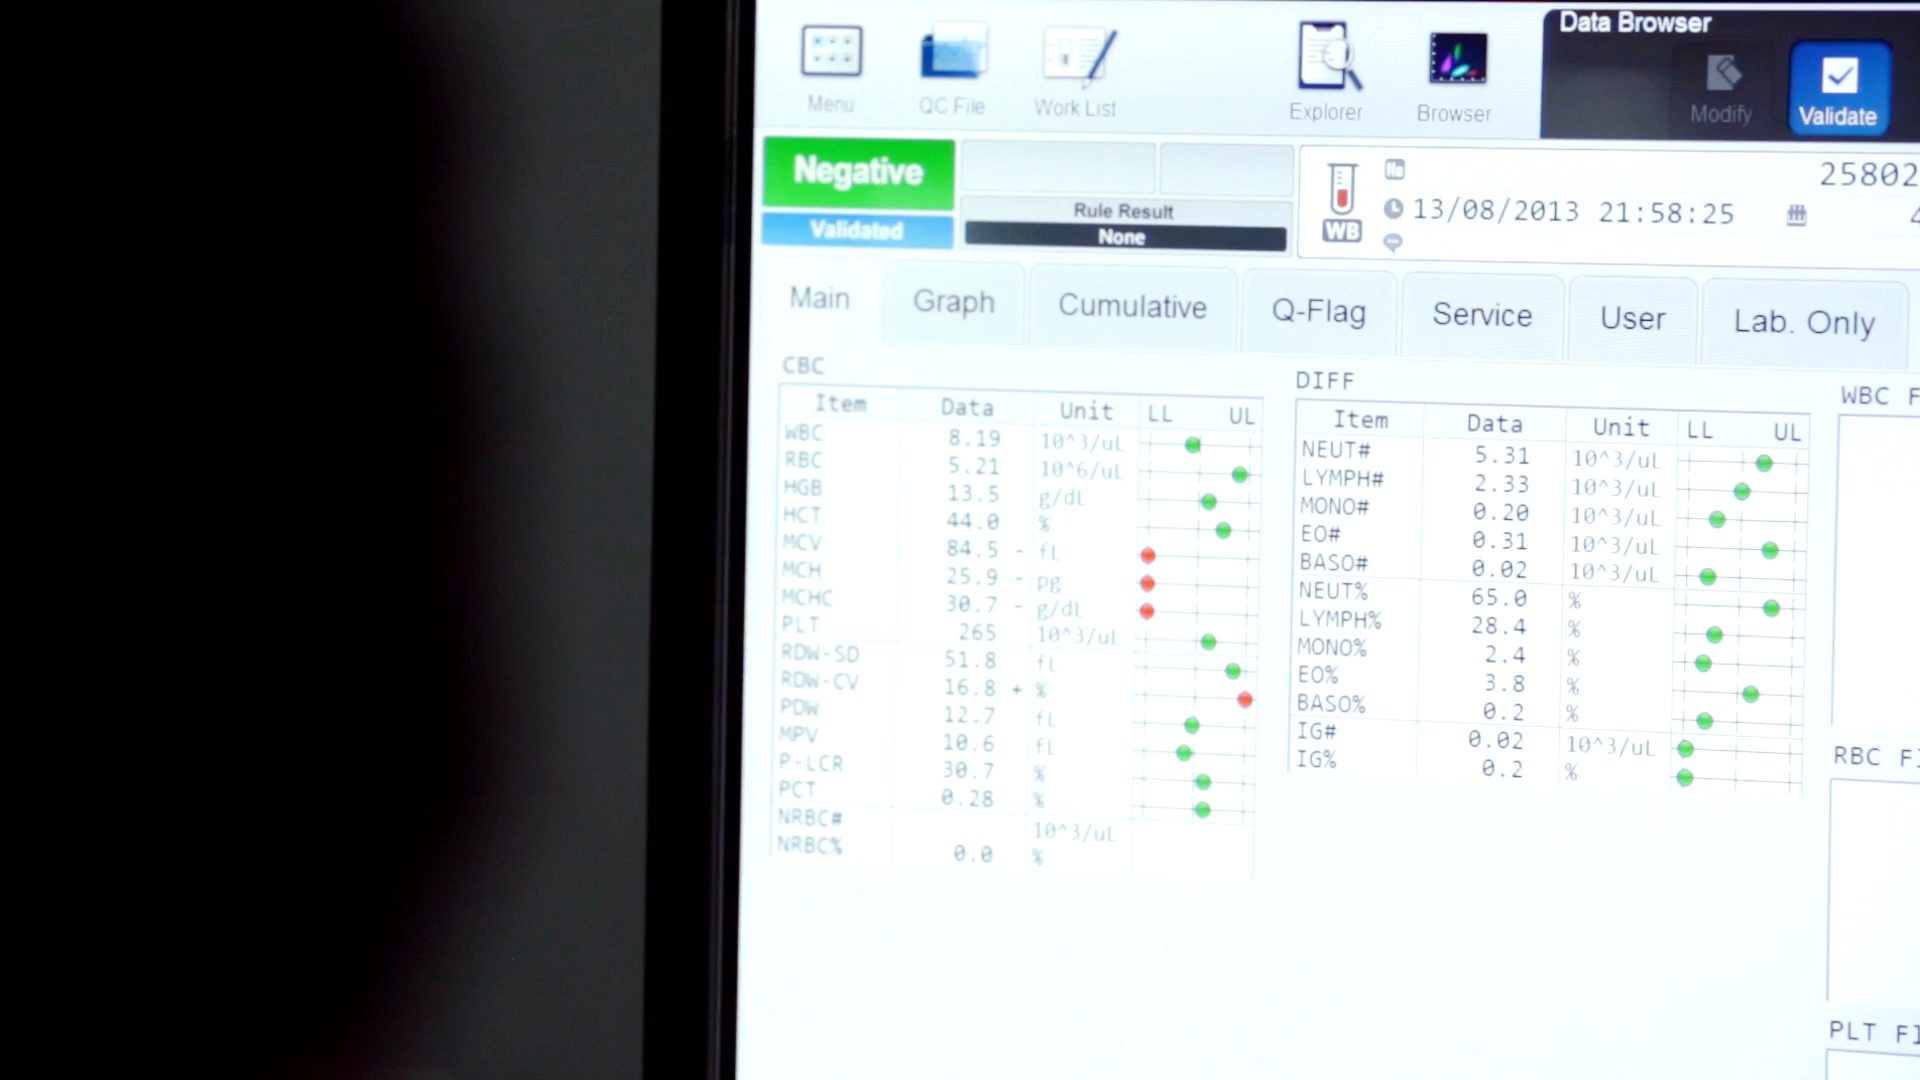 Menu QC File Work List Explorer Browser
Data Browser
Modify Validate
Negative
Validated
Rule Result
None
WB
No
25802
13/08/2013 21:58:25
Main Graph Cumulative Q-Flag Service User Lab. Only
CBC
Item Data Unit LL UL
WBC 8.19 10^3/uL
RBC 5.21 10^6/uL
HGB 13.5 g/dL
HCT 44.0 %
MCV 84.5 - fL
MCH 25.9 - pg
MCHC 30.7 - g/dL
PLT 265 10^3/uL
RDW-SD 51.8 fL
RDW-CV 16.8 + %
PDW 12.7 fL
MPV 10.6 fL
P-LCR 30.7 %
PCT 0.28 %
NRBC# 10^3/uL
NRBC% 0.0 %
DIFF
Item Data Unit LL UL
NEUT# 5.31 10^3/uL
LYMPH# 2.33 10^3/uL
MONO# 0.20 10^3/uL
EO# 0.31 10^3/uL
BASO# 0.02 10^3/uL
NEUT% 65.0 %
LYMPH% 28.4 %
MONO% 2.4 %
EO% 3.8 %
BASO% 0.2 %
IG# 0.02 10^3/uL
IG% 0.2 %
WBC F
RBC F
PLT F